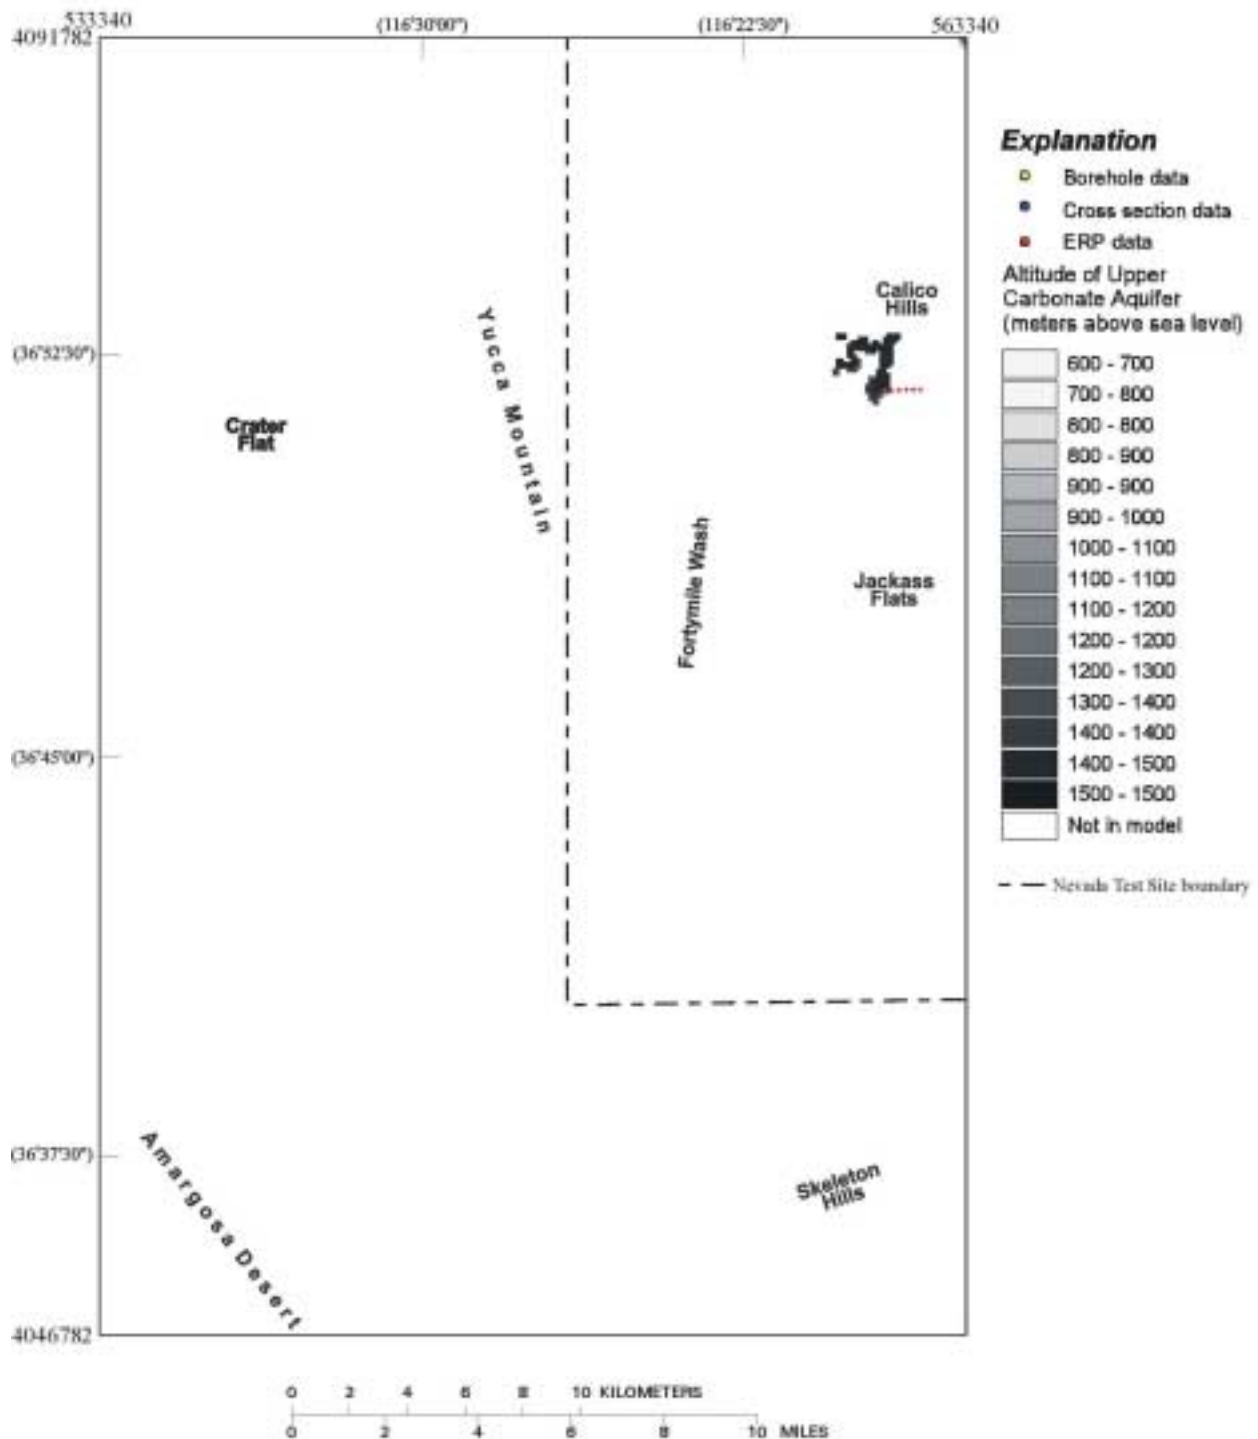 533340
(116°30'00")
(116°22'30")
563340
4091782
Explanation
Borehole data
Cross section data
ERP data
Altitude of Upper
Carbonate Aquifer
(meters above sea level)
600 - 700
700 - 800
800 - 800
800 - 900
900 - 900
900 - 1000
1000 - 1100
1100 - 1100
1100 - 1200
1200 - 1200
1200 - 1300
1300 - 1400
1400 - 1400
1400 - 1500
1500 - 1500
Not in model
Nevada Test Site boundary
Calico
Hills
(36°52'30")
Yucca Mountain
Crater
Flat
Fortymile Wash
Jackass
Flats
(36°45'00")
(36°37'30")
Amargosa Desert
Skeleton
Hills
4046782
0 2 4 6 8 10 KILOMETERS
0 2 4 6 8 10 MILES